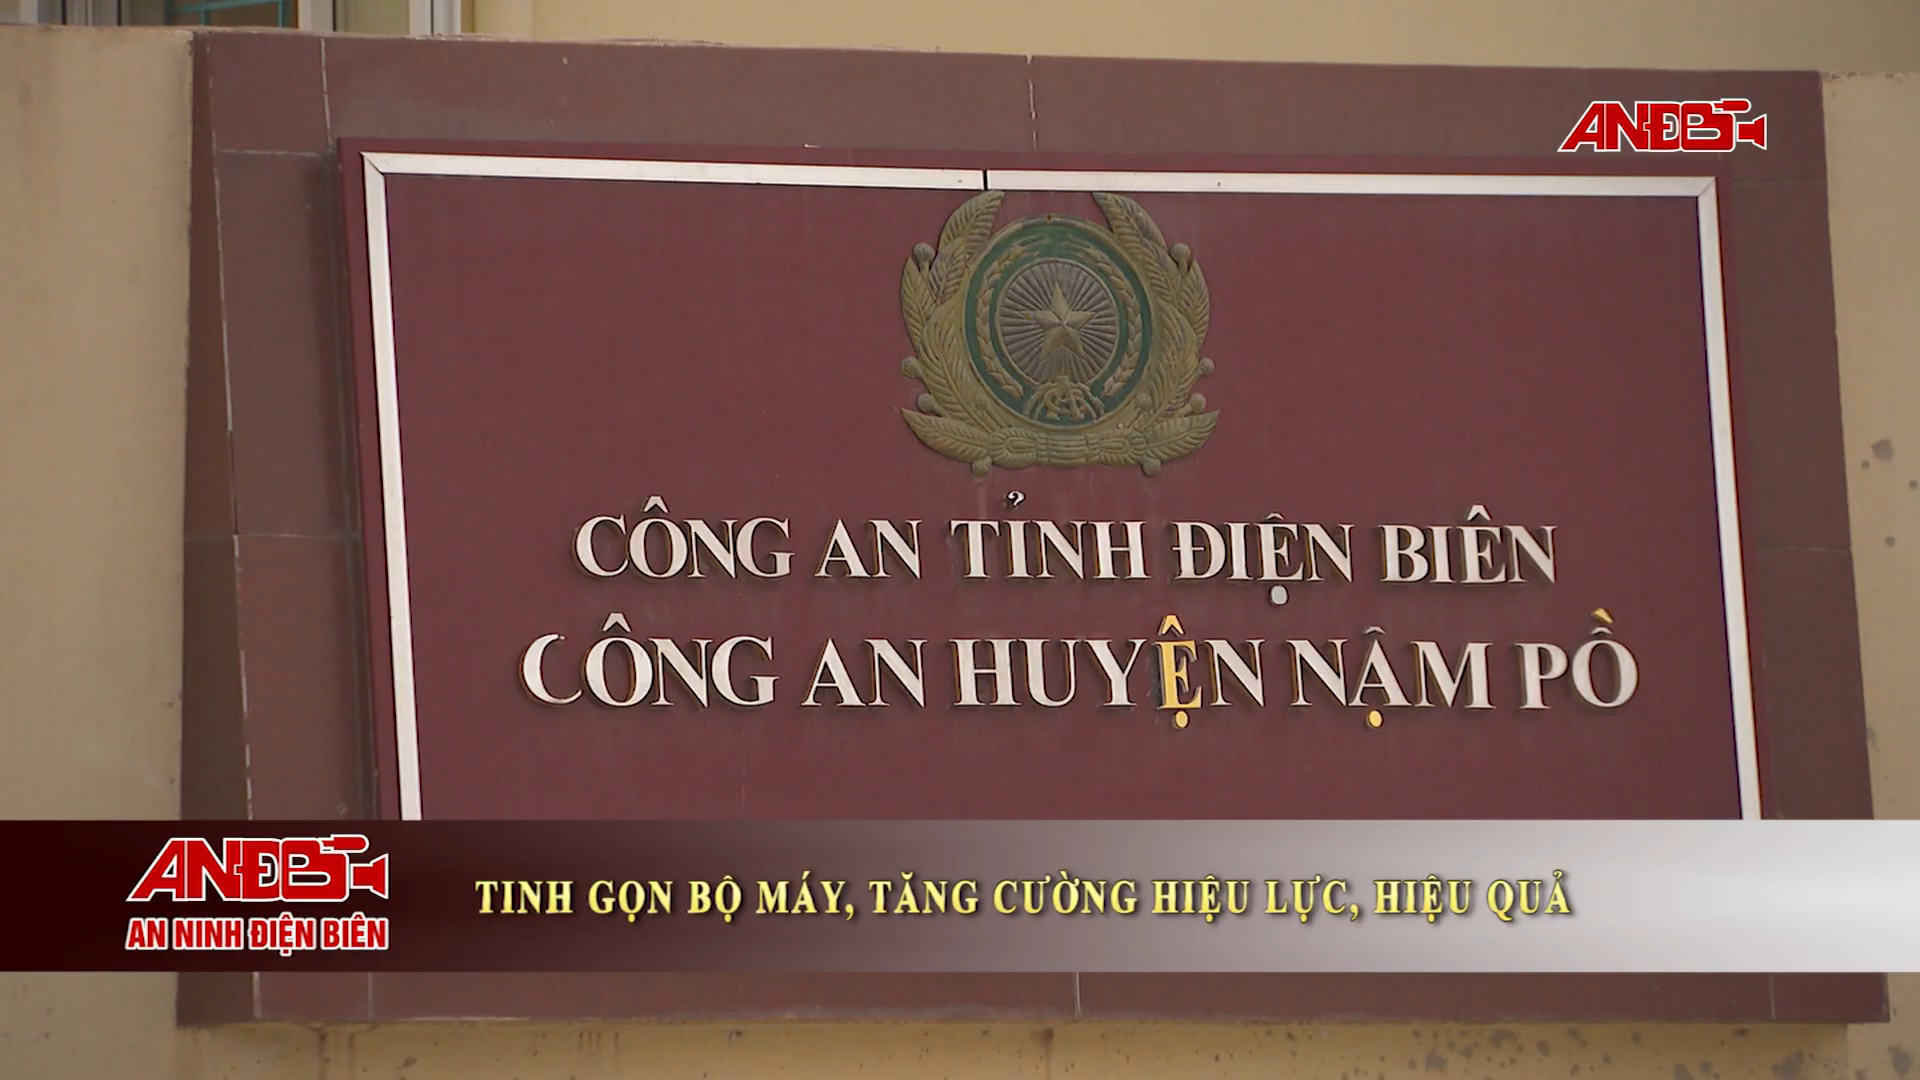 ANĐB
CÔNG AN TỈNH ĐIỆN BIÊN
CÔNG AN HUYỆN NẬM PỒ
ANĐB
AN NINH ĐIỆN BIÊN
TINH GỌN BỘ MÁY, TĂNG CƯỜNG HIỆU LỰC, HIỆU QUẢ